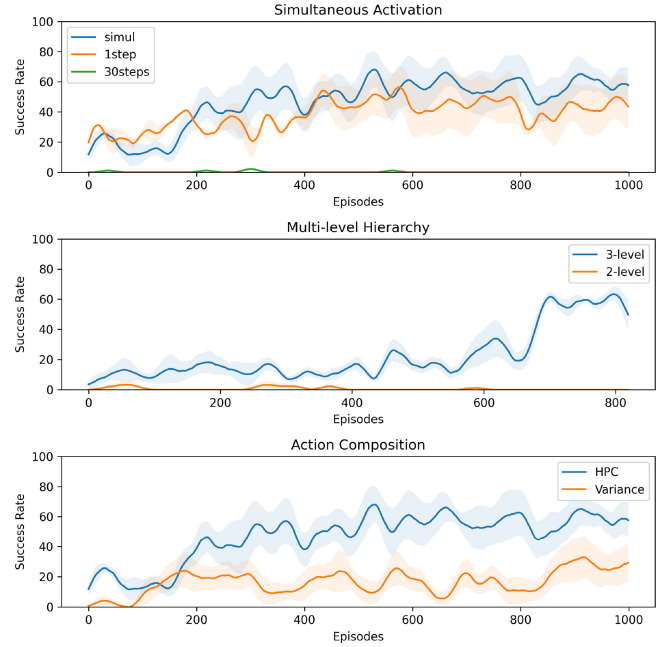 Simultaneous Activation
100
80
60
40
20
0
Success Rate
simul
1step
30steps
0 200 400 600 800 1000
Episodes
Multi-level Hierarchy
100
80
60
40
20
0
Success Rate
3-level
2-level
0 200 400 600 800
Episodes
Action Composition
100
80
60
40
20
0
Success Rate
HPC
Variance
0 200 400 600 800 1000
Episodes